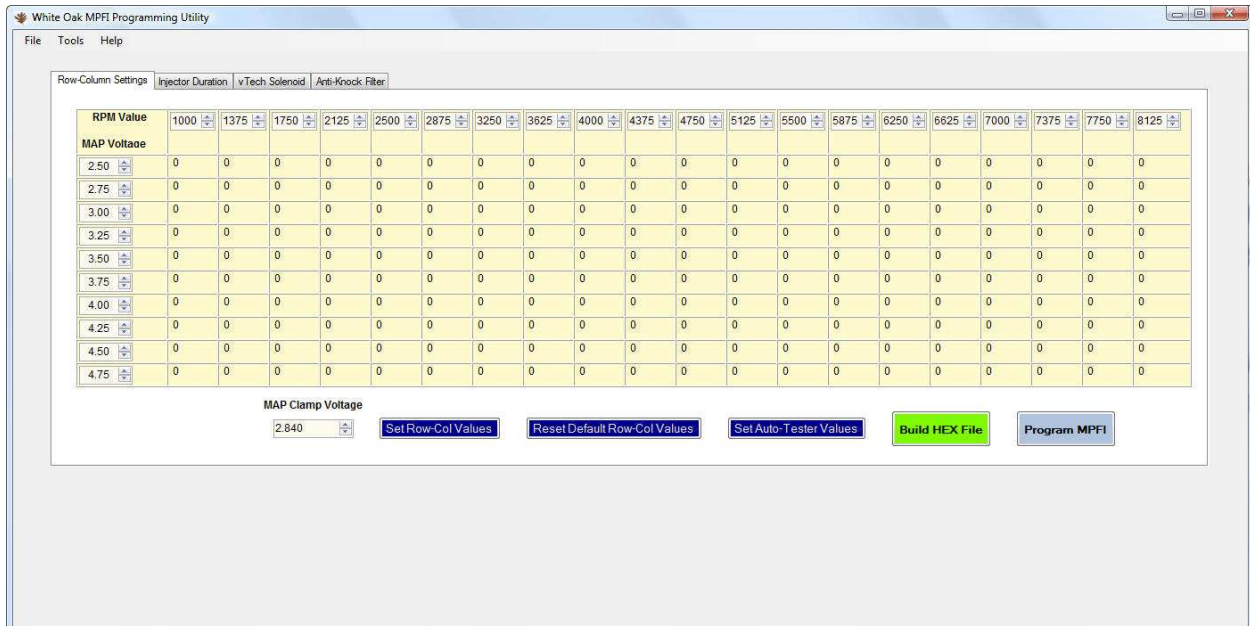 White Oak MPFI Programming Utility
File Tools Help
Row-Column Settings Injector Duration vTech Solenoid Anti-Knock Filter
RPM Value 1000 1375 1750 2125 2500 2875 3250 3625 4000 4375 4750 5125 5500 5875 6250 6625 7000 7375 7750 8125
MAP Voltage
2.50 0 0 0 0 0 0 0 0 0 0 0 0 0 0 0 0 0 0 0 0
2.75 0 0 0 0 0 0 0 0 0 0 0 0 0 0 0 0 0 0 0 0
3.00 0 0 0 0 0 0 0 0 0 0 0 0 0 0 0 0 0 0 0 0
3.25 0 0 0 0 0 0 0 0 0 0 0 0 0 0 0 0 0 0 0 0
3.50 0 0 0 0 0 0 0 0 0 0 0 0 0 0 0 0 0 0 0 0
3.75 0 0 0 0 0 0 0 0 0 0 0 0 0 0 0 0 0 0 0 0
4.00 0 0 0 0 0 0 0 0 0 0 0 0 0 0 0 0 0 0 0 0
4.25 0 0 0 0 0 0 0 0 0 0 0 0 0 0 0 0 0 0 0 0
4.50 0 0 0 0 0 0 0 0 0 0 0 0 0 0 0 0 0 0 0 0
4.75 0 0 0 0 0 0 0 0 0 0 0 0 0 0 0 0 0 0 0 0
MAP Clamp Voltage
2.840 Set Row-Col Values Reset Default Row-Col Values Set Auto-Tester Values Build HEX File Program MPFI